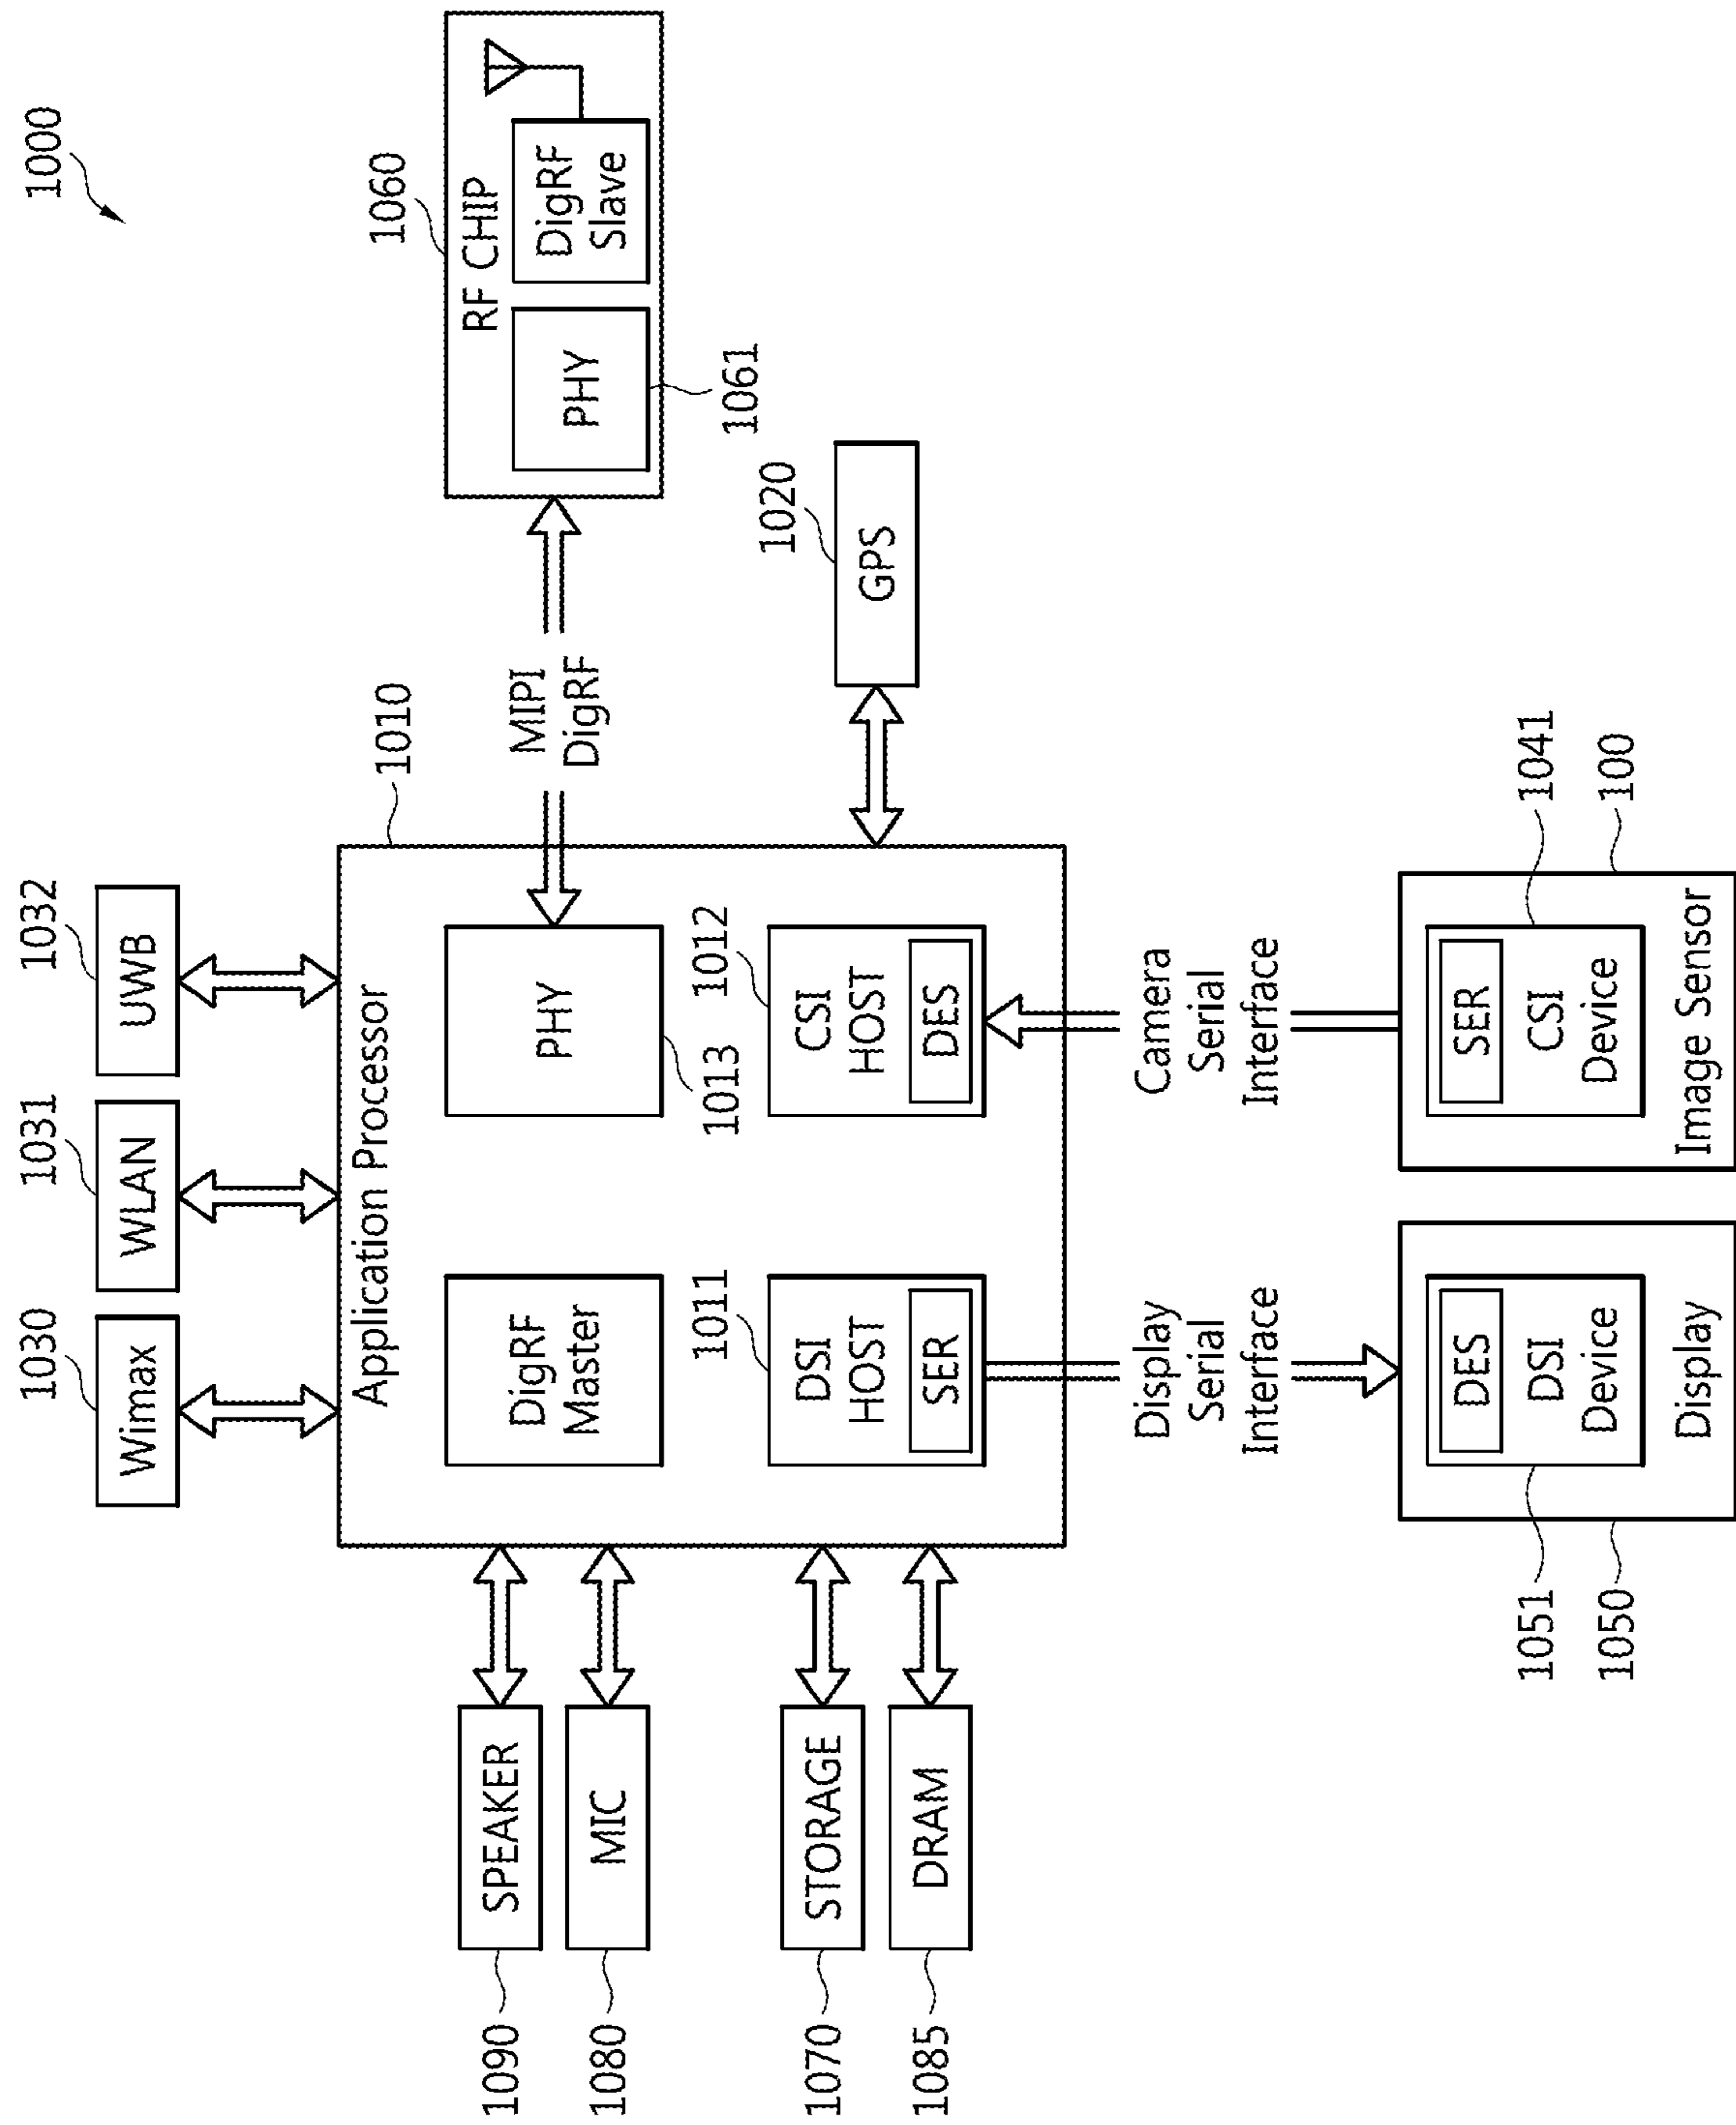 1000
1030
1031
1032
Wimax
WLAN
UWB
1010
Application Processor
1090
SPEAKER
1080
MIC
DigRF
Master
PHY
1013
MIPI
DigRF
1060
RF CHIP
PHY
DigRF
Slave
1061
1070
STORAGE
1085
DRAM
1011
DSI
HOST
SER
1012
CSI
HOST
DES
1020
GPS
Display
Serial
Interface
Camera
Serial
Interface
1051
1050
DES
DSI
Device
Display
SER
CSI
Device
Image Sensor
1041
100